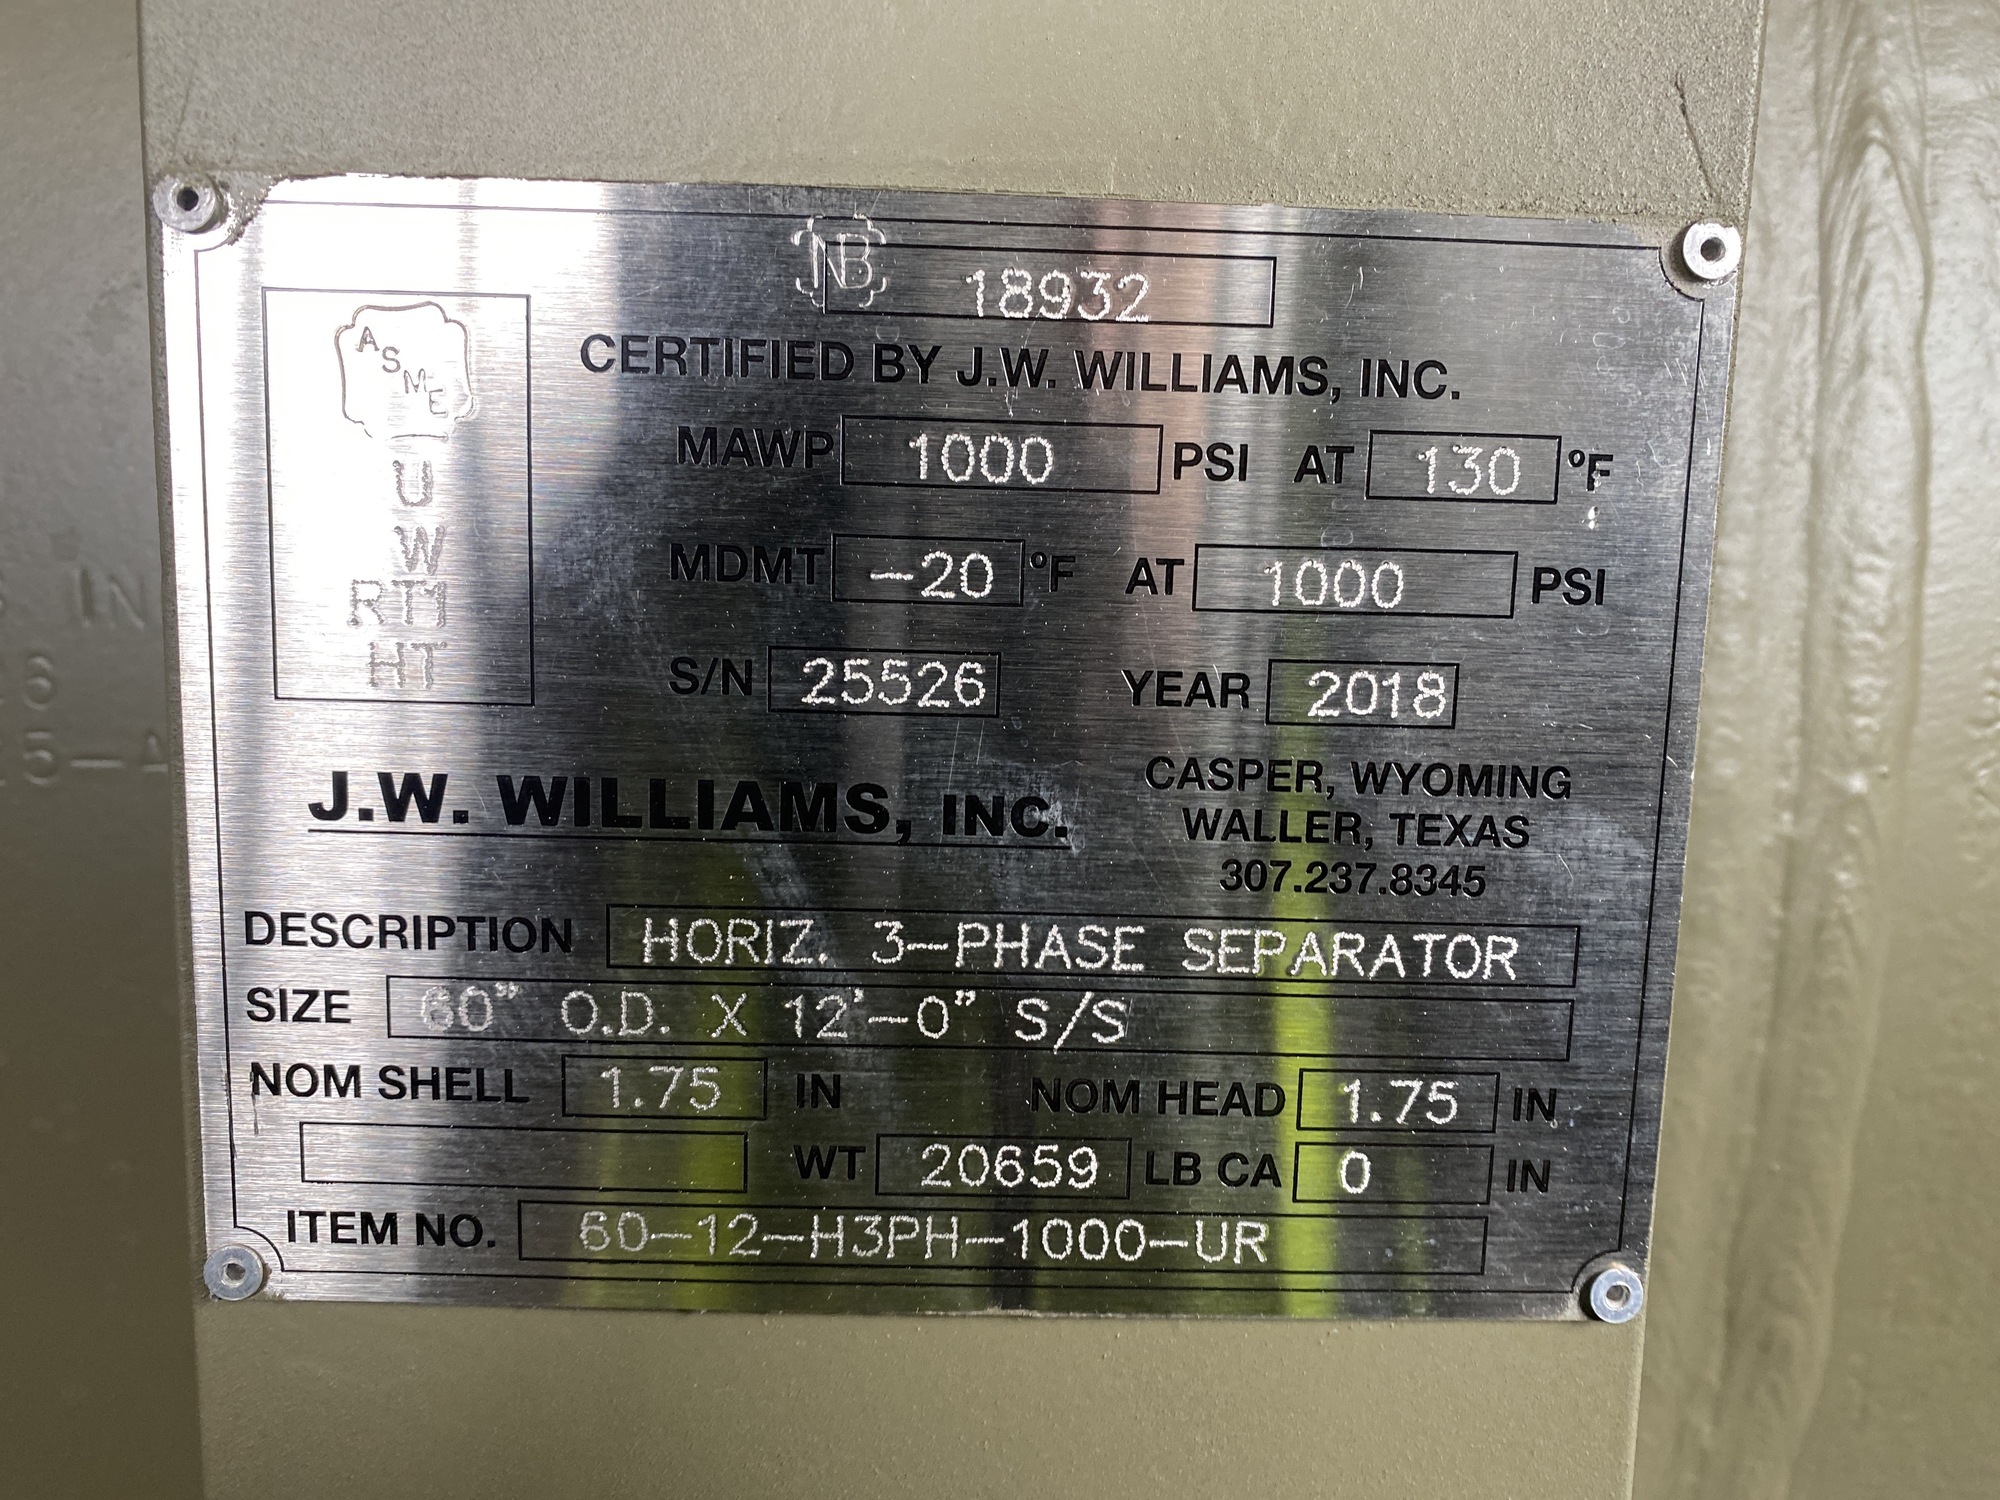 NB 18932
CERTIFIED BY J.W. WILLIAMS, INC.
ASME
U
W
RT1
HT
MAWP 1000 PSI AT 130 °F
MDMT -20 °F AT 1000 PSI
S/N 25526 YEAR 2018
J.W. WILLIAMS, INC.
CASPER, WYOMING
WALLER, TEXAS
307.237.8345
DESCRIPTION HORIZ. 3-PHASE SEPARATOR
SIZE 60" O.D. X 12'-0" S/S
NOM SHELL 1.75 IN NOM HEAD 1.75 IN
WT 20659 LB CA 0 IN
ITEM NO. 60-12-H3PH-1000-UR
IN